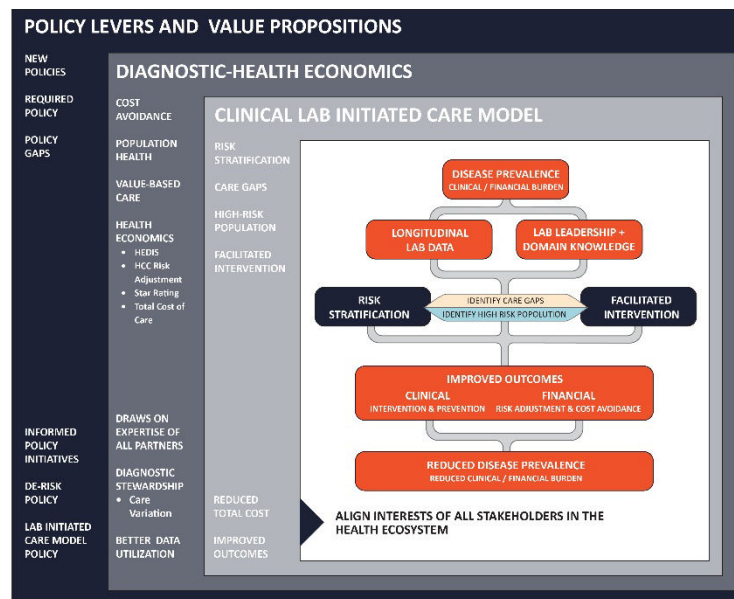 POLICY LEVERS AND VALUE PROPOSITIONS
NEW
POLICIES
REQUIRED
POLICY
POLICY
GAPS
INFORMED
POLICY
INITIATIVES
DE-RISK
POLICY
LAB INITIATED
CARE MODEL
POLICY
DIAGNOSTIC-HEALTH ECONOMICS
COST
AVOIDANCE
POPULATION
HEALTH
VALUE-BASED
CARE
HEALTH
ECONOMICS
• HEDIS
• HCC Risk
Adjustment
• Star Rating
• Total Cost of
Care
DRAWS ON
EXPERTISE OF
ALL PARTNERS
DIAGNOSTIC
STEWARDSHIP
• Care
Variation
BETTER DATA
UTILIZATION
CLINICAL LAB INITIATED CARE MODEL
RISK
STRATIFICATION
CARE GAPS
HIGH-RISK
POPULATION
FACILITATED
INTERVENTION
REDUCED
TOTAL COST
IMPROVED
OUTCOMES
DISEASE PREVALENCE
CLINICAL / FINANCIAL BURDEN
LONGITUDINAL
LAB DATA
LAB LEADERSHIP +
DOMAIN KNOWLEDGE
RISK
STRATIFICATION
IDENTIFY CARE GAPS
IDENTIFY HIGH RISK POPOLUTION
FACILITATED
INTERVENTION
IMPROVED OUTCOMES
CLINICAL
INTERVENTION & PREVENTION
FINANCIAL
RISK ADJUSTMENT & COST AVOIDANCE
REDUCED DISEASE PREVALENCE
REDUCED CLINICAL / FINANCIAL BURDEN
ALIGN INTERESTS OF ALL STAKEHOLDERS IN THE
HEALTH ECOSYSTEM